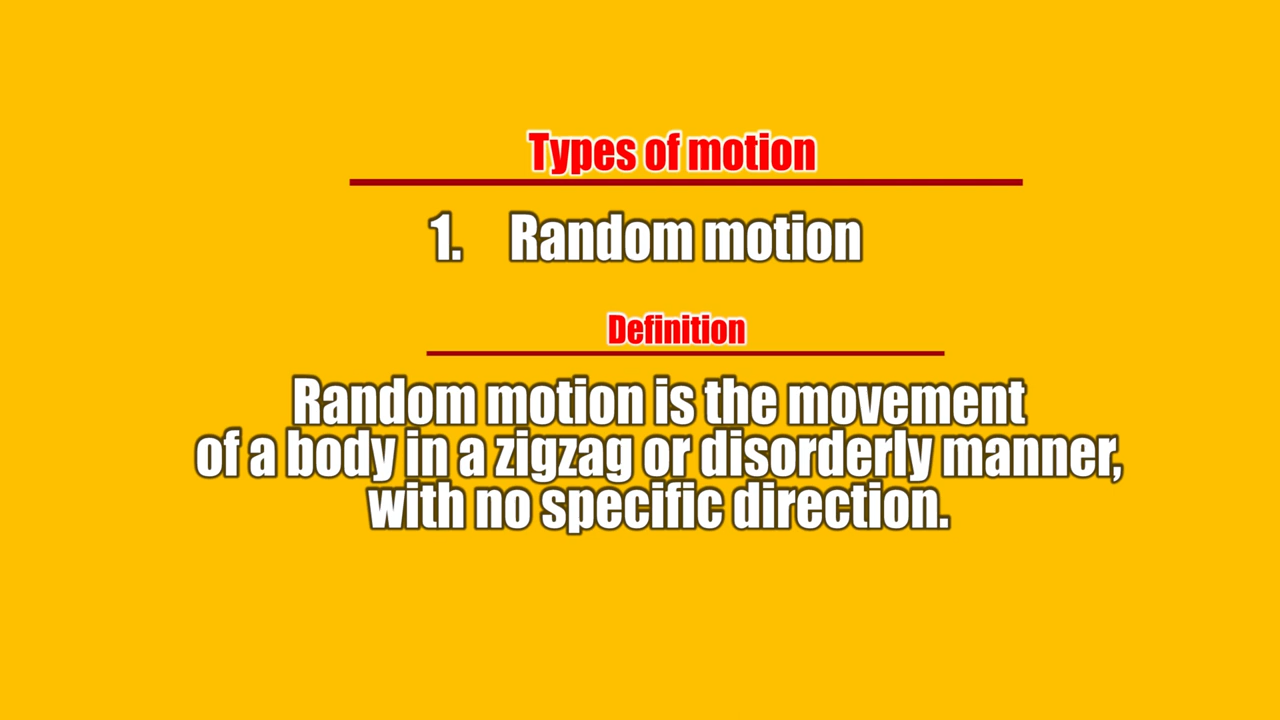 Types of motion
1. Random motion
Definition
Random motion is the movement
of a body in a zigzag or disorderly manner,
with no specific direction.